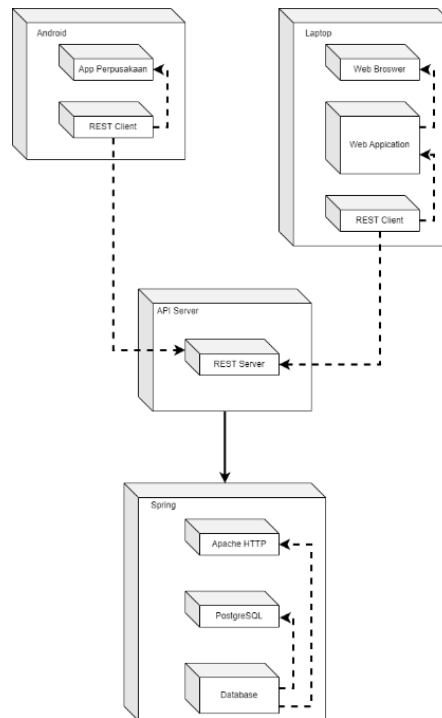 Android
App Perpusakaan
REST Client
Laptop
Web Broswer
Web Appication
REST Client
API Server
REST Server
Spring
Apache HTTP
PostgreSQL
Database